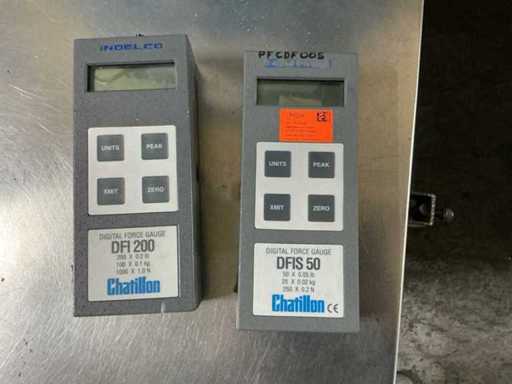 INDELCO
UNITS
PEAK
XMIT
ZERO
DIGITAL FORCE GAUGE
DFI 200
200 X 0.2 lb
100 X 0.1 kg
1000 X 1.0 N
Chatillon
PFCDF005
UNITS
PEAK
XMIT
ZERO
DIGITAL FORCE GAUGE
DFIS 50
50 X 0.05 lb
25 X 0.02 kg
250 X 0.2 N
Chatillon CE